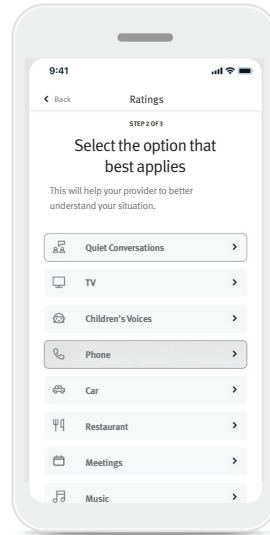 9:41
Back
Ratings
STEP 2 OF 3
Select the option that
best applies
This will help your provider to better
understand your situation.
Quiet Conversations
TV
Children's Voices
Phone
Car
Restaurant
Meetings
Music